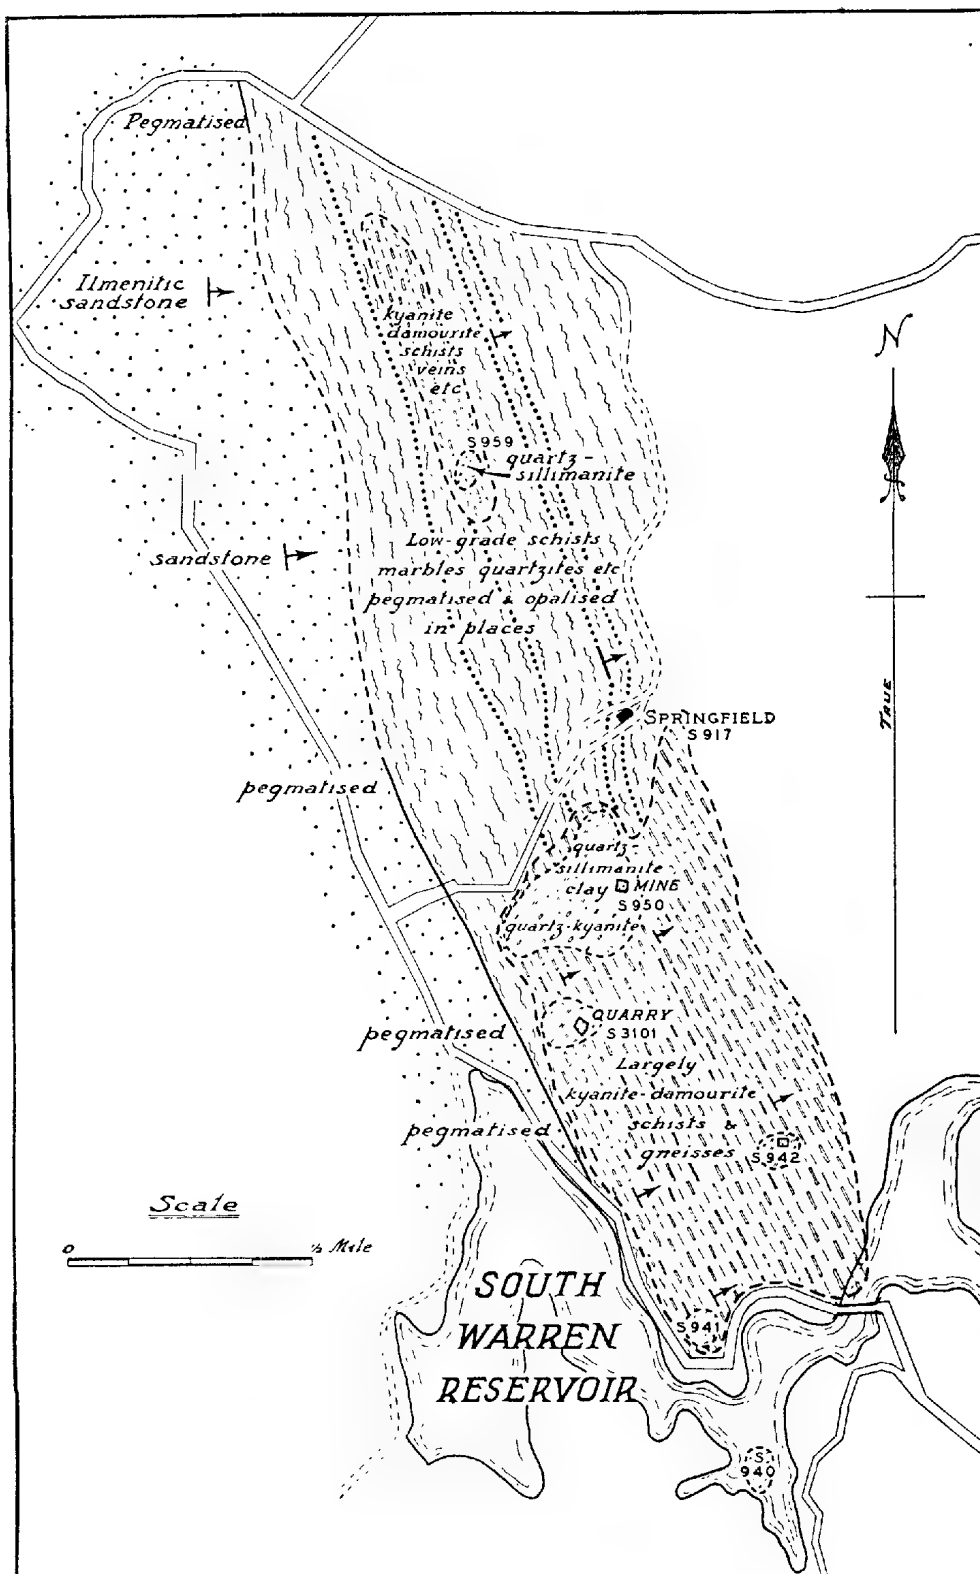 Pegmatised
Ilmenitic
sandstone
kyanite
damourite
schists
veins
etc
N
S959
quartz-
sillimanite
sandstone
Low-grade schists
marbles quartzites etc
pegmatised & opalised
in places
TRUE
SPRINGFIELD
S917
pegmatised
quartz-
sillimanite
clay MINE
S950
quartz-kyanite
QUARRY
S3101
pegmatised
Largely
kyanite-damourite
schists &
gneisses
S942
pegmatised
Scale
0 ½ Mile
SOUTH
WARREN
RESERVOIR
S941
S
940